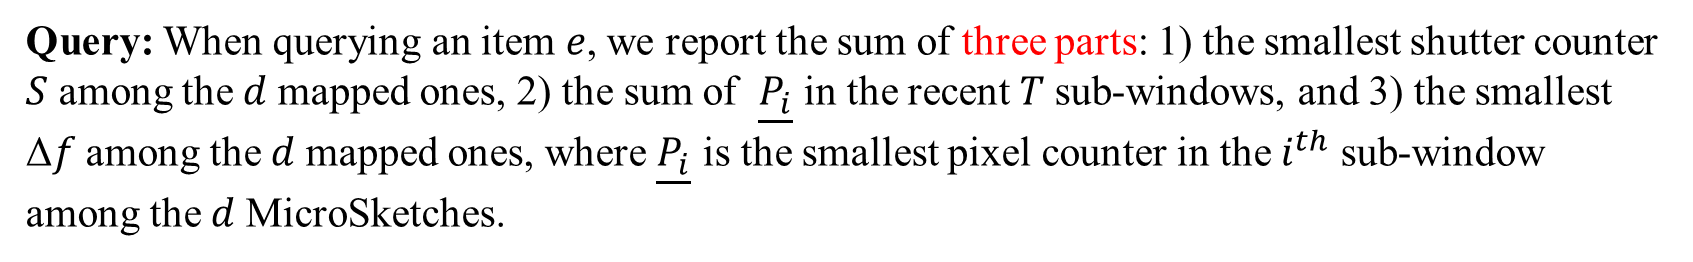 Query: When querying an item e, we report the sum of three parts: 1) the smallest shutter counter
S among the d mapped ones, 2) the sum of P_i in the recent T sub-windows, and 3) the smallest
Δf among the d mapped ones, where P_i is the smallest pixel counter in the i^th sub-window
among the d MicroSketches.